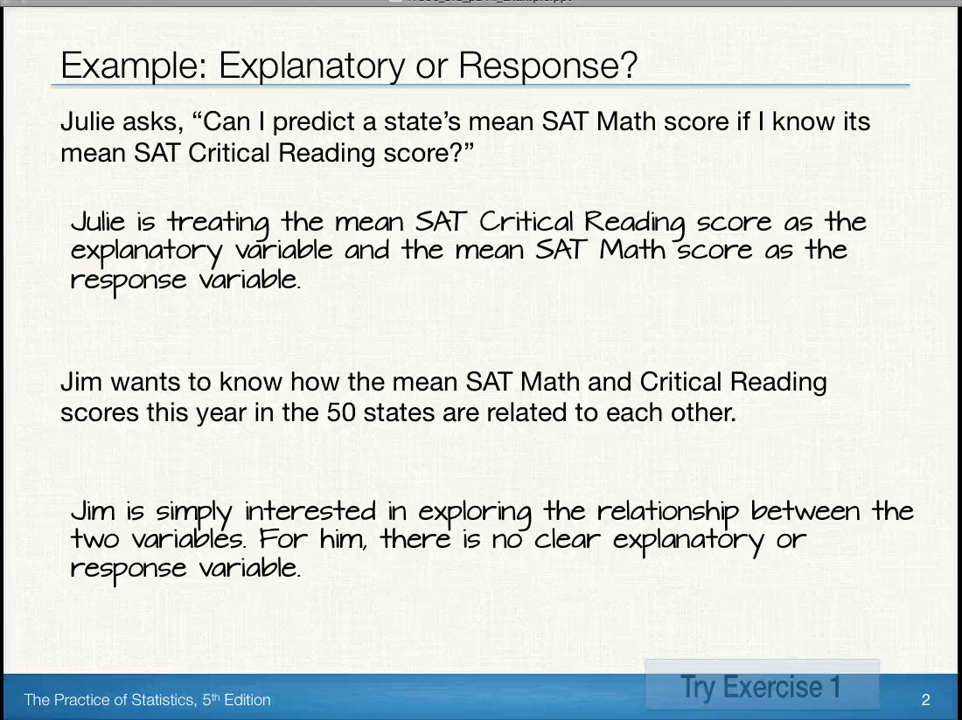 Example: Explanatory or Response?
Julie asks, “Can I predict a state’s mean SAT Math score if I know its
mean SAT Critical Reading score?”
Julie is treating the mean SAT Critical Reading score as the
explanatory variable and the mean SAT Math score as the
response variable.
Jim wants to know how the mean SAT Math and Critical Reading
scores this year in the 50 states are related to each other.
Jim is simply interested in exploring the relationship between the
two variables. For him, there is no clear explanatory or
response variable.
Try Exercise 1
The Practice of Statistics, 5th Edition
2